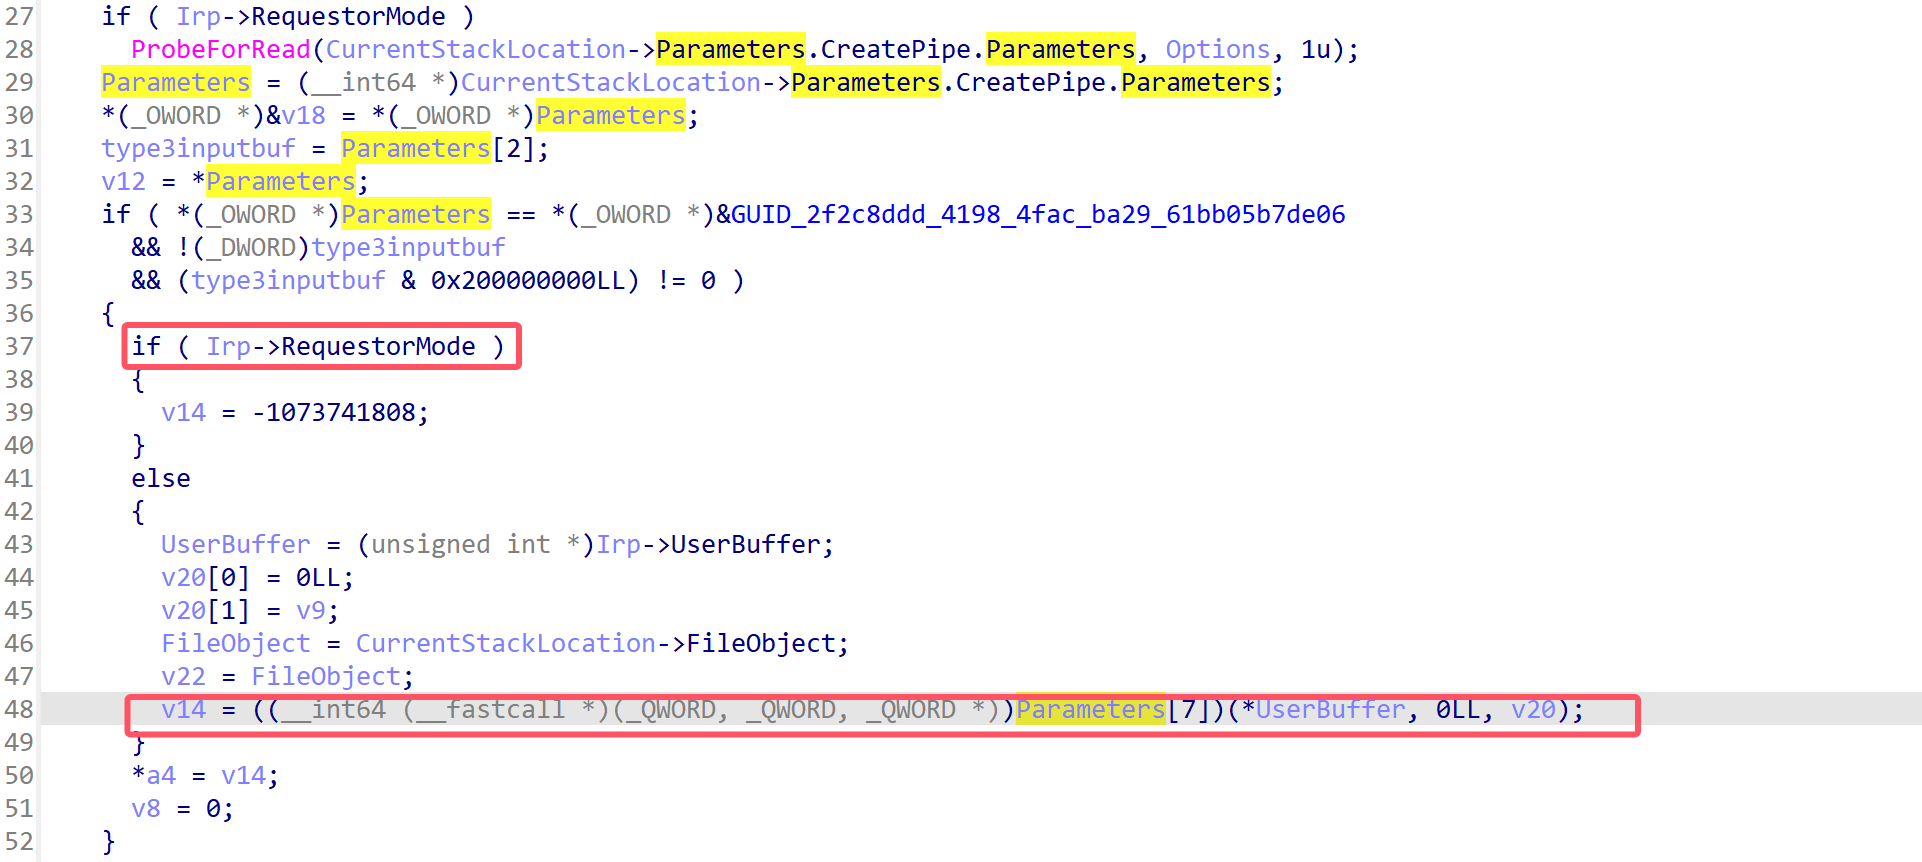 27 if ( Irp->RequestorMode )
28 ProbeForRead(CurrentStackLocation->Parameters.CreatePipe.Parameters, Options, 1u);
29 Parameters = (__int64 *)CurrentStackLocation->Parameters.CreatePipe.Parameters;
30 *(_OWORD *)&v18 = *(_OWORD *)Parameters;
31 type3inputbuf = Parameters[2];
32 v12 = *Parameters;
33 if ( *(_OWORD *)Parameters == *(_OWORD *)&GUID_2f2c8ddd_4198_4fac_ba29_61bb05b7de06
34 && !(_DWORD)type3inputbuf
35 && (type3inputbuf & 0x200000000LL) != 0 )
36 {
37 if ( Irp->RequestorMode )
38 {
39 v14 = -1073741808;
40 }
41 else
42 {
43 UserBuffer = (unsigned int *)Irp->UserBuffer;
44 v20[0] = 0LL;
45 v20[1] = v9;
46 FileObject = CurrentStackLocation->FileObject;
47 v22 = FileObject;
48 v14 = ((__int64 (__fastcall *)(_QWORD, _QWORD, _QWORD *))Parameters[7])(*UserBuffer, 0LL, v20);
49 }
50 *a4 = v14;
51 v8 = 0;
52 }